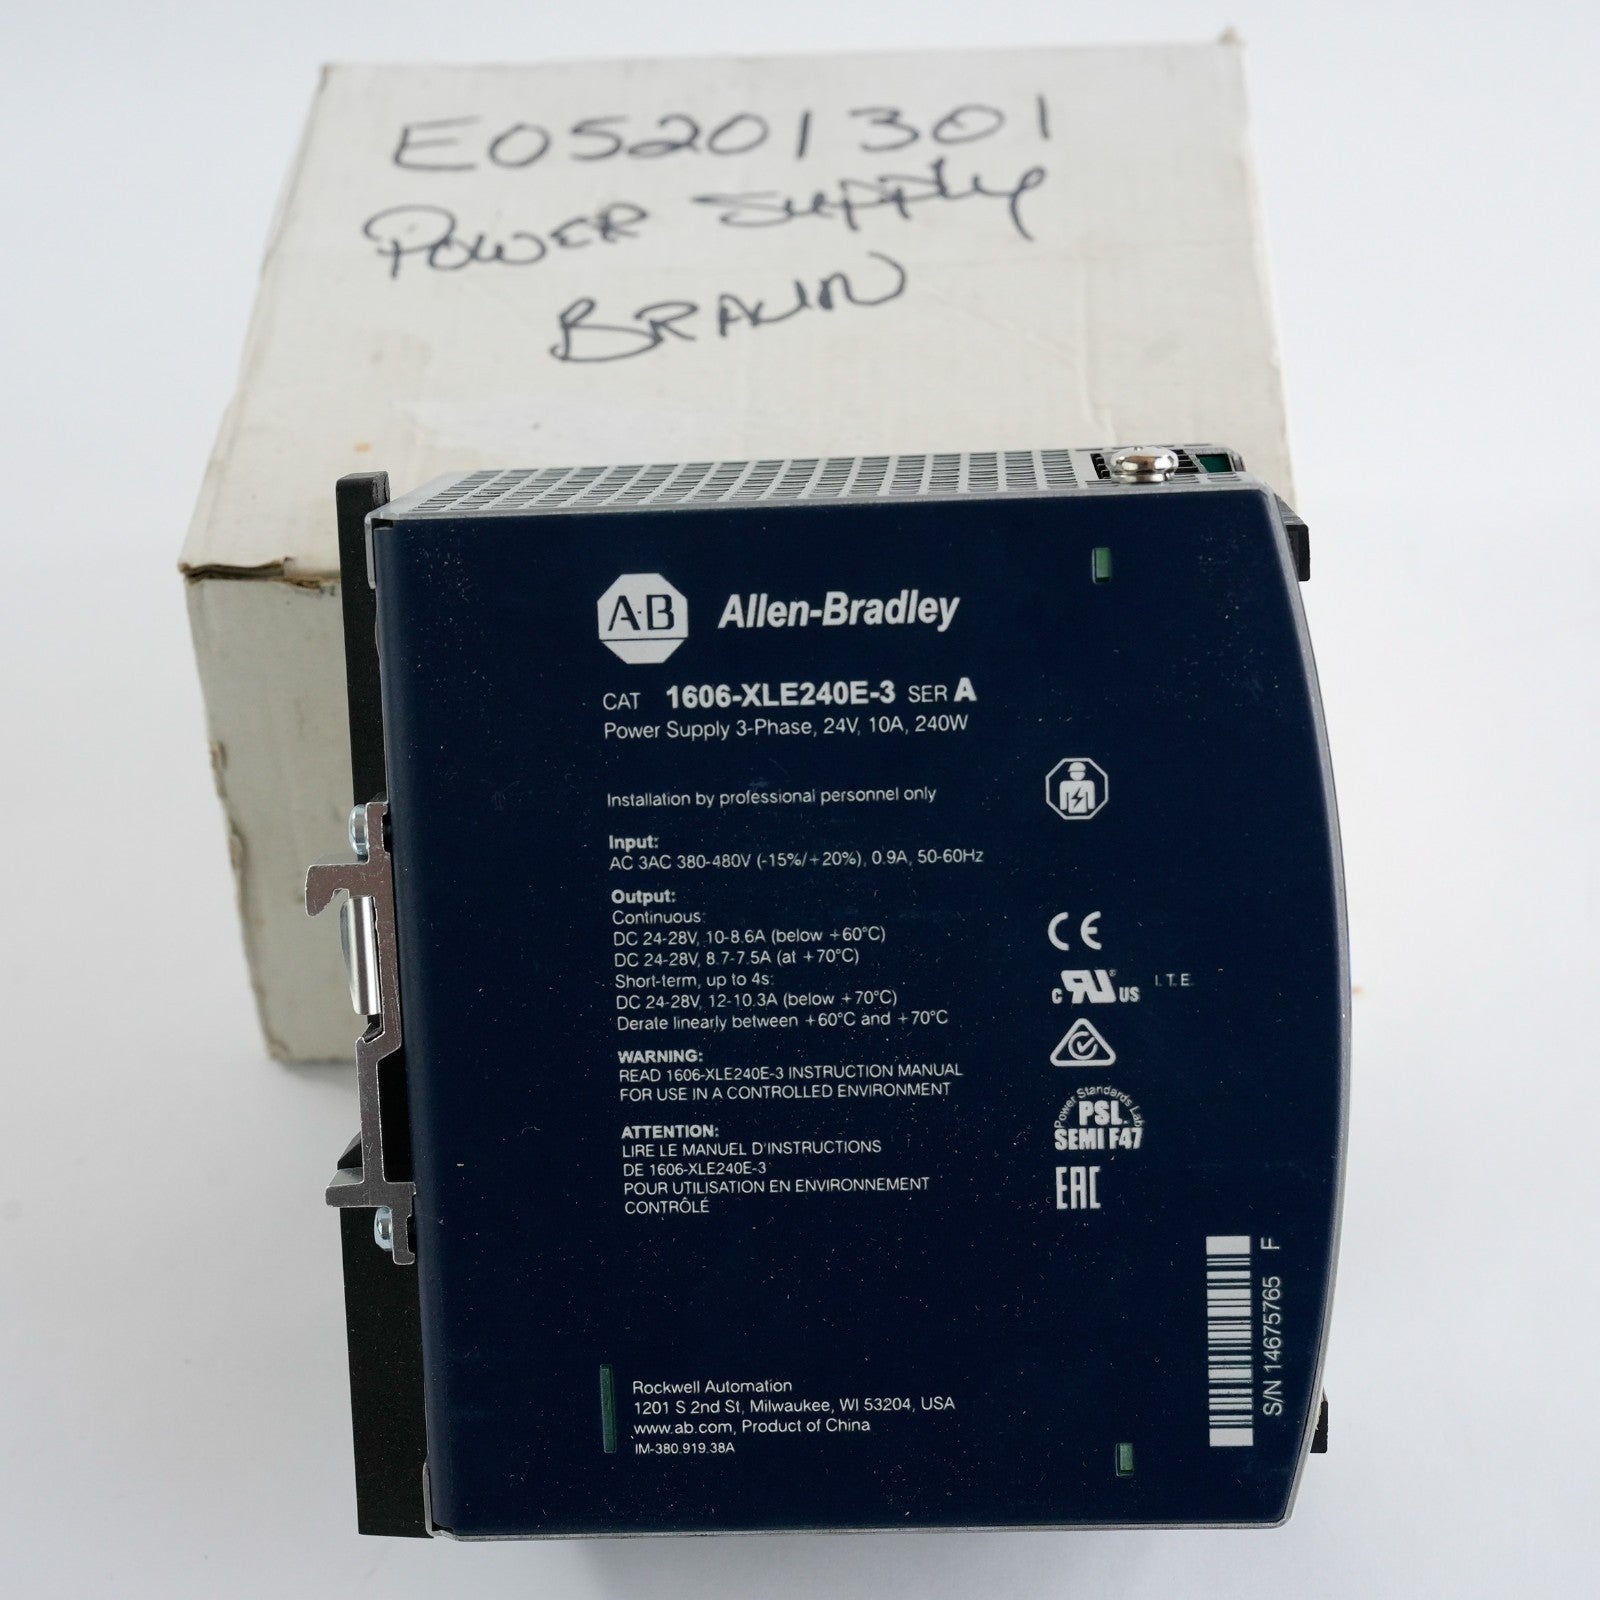 E05201301
Power Supply
BRAUN
A-B Allen-Bradley
CAT 1606-XLE240E-3 SER A
Power Supply 3-Phase, 24V, 10A, 240W
Installation by professional personnel only
Input:
AC 3AC 380-480V (-15%/+20%), 0.9A, 50-60Hz
Output:
Continuous:
DC 24-28V, 10-8.6A (below +60°C)
DC 24-28V, 8.7-7.5A (at +70°C)
Short-term, up to 4s:
DC 24-28V, 12-10.3A (below +70°C)
Derate linearly between +60°C and +70°C
WARNING:
READ 1606-XLE240E-3 INSTRUCTION MANUAL
FOR USE IN A CONTROLLED ENVIRONMENT
ATTENTION:
LIRE LE MANUEL D'INSTRUCTIONS
DE 1606-XLE240E-3
POUR UTILISATION EN ENVIRONNEMENT
CONTRÔLÉ
CE
c RU US I.T.E.
Power Standards Lab
PSL
SEMI F47
EAC
S/N 14675765 F
Rockwell Automation
1201 S 2nd St, Milwaukee, WI 53204, USA
www.ab.com, Product of China
IM-380.919.38A